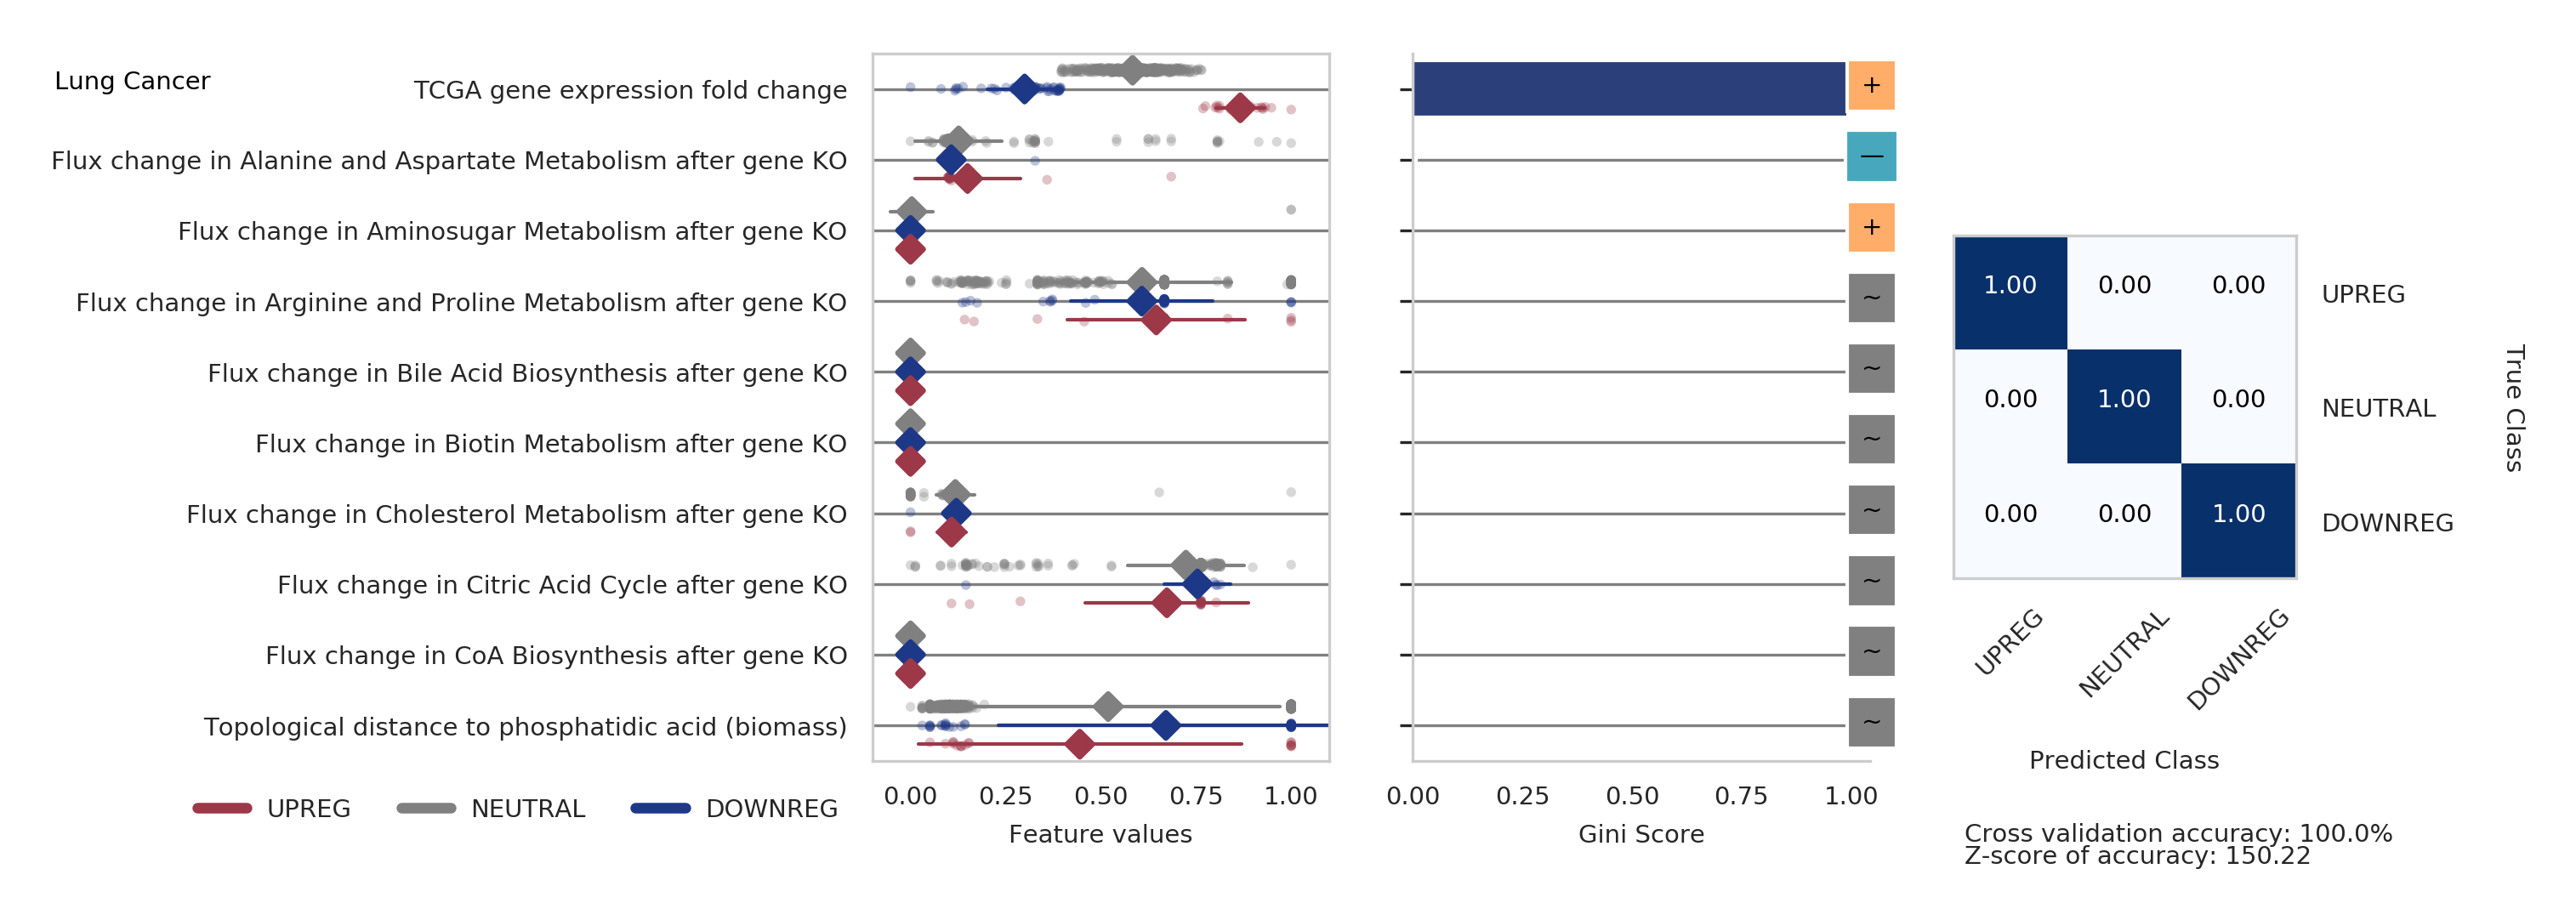 Lung Cancer
TCGA gene expression fold change
+
Flux change in Alanine and Aspartate Metabolism after gene KO
—
Flux change in Aminosugar Metabolism after gene KO
+
Flux change in Arginine and Proline Metabolism after gene KO
~
Flux change in Bile Acid Biosynthesis after gene KO
~
Flux change in Biotin Metabolism after gene KO
~
Flux change in Cholesterol Metabolism after gene KO
~
Flux change in Citric Acid Cycle after gene KO
~
Flux change in CoA Biosynthesis after gene KO
~
Topological distance to phosphatidic acid (biomass)
~
UPREG NEUTRAL DOWNREG
0.00 0.25 0.50 0.75 1.00
Feature values
0.00 0.25 0.50 0.75 1.00
Gini Score
1.00 0.00 0.00 UPREG
0.00 1.00 0.00 NEUTRAL
0.00 0.00 1.00 DOWNREG
True Class
UPREG NEUTRAL DOWNREG
Predicted Class
Cross validation accuracy: 100.0%
Z-score of accuracy: 150.22